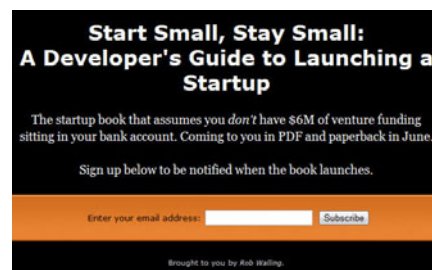 Start Small, Stay Small:
A Developer's Guide to Launching a
Startup
The startup book that assumes you don't have $6M of venture funding
sitting in your bank account. Coming to you in PDF and paperback in June.
Sign up below to be notified when the book launches.
Enter your email address: Subscribe
Brought to you by Rob Walling.